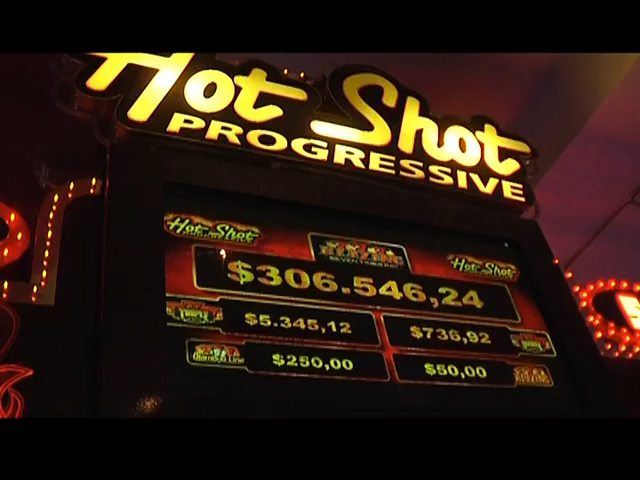 Hot Shot
PROGRESSIVE
Hot Shot
Hot Shot
$306.546,24
$5.345,12
$736,92
$250,00
$50,00